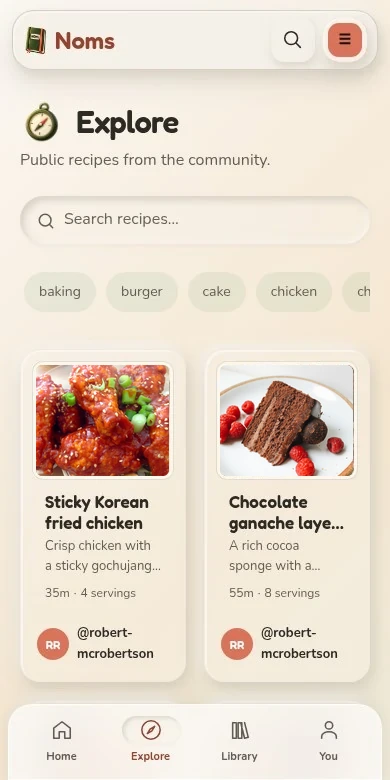 Noms
Explore
Public recipes from the community.
Search recipes...
baking
burger
cake
chicken
ch
Sticky Korean
fried chicken
Crisp chicken with
a sticky gochujang...
35m · 4 servings
RR
@robert-
mcrobertson
Chocolate
ganache laye...
A rich cocoa
sponge with a...
55m · 8 servings
RR
@robert-
mcrobertson
Home
Explore
Library
You